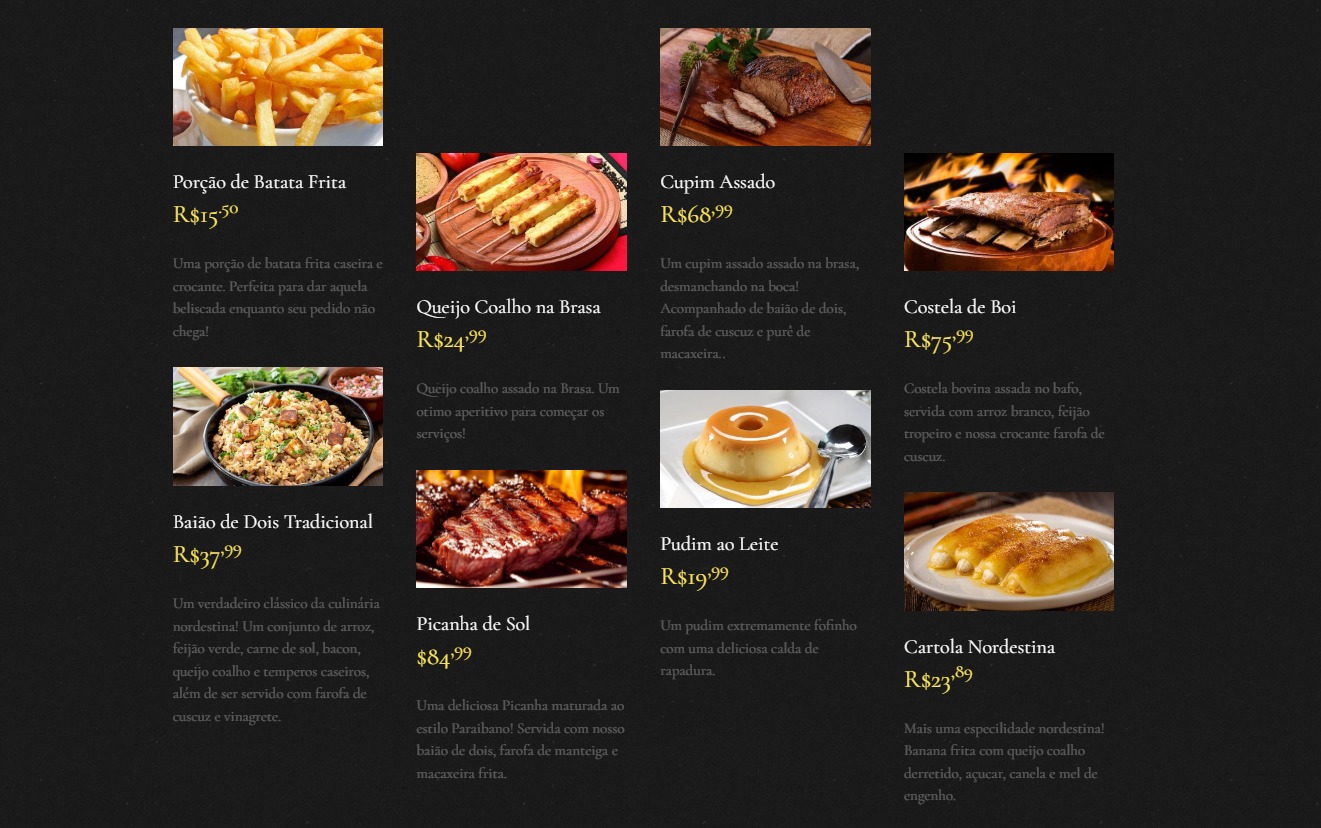 Porção de Batata Frita
R$15.50
Uma porção de batata frita caseira e
crocante. Perfeita para dar aquela
beliscada enquanto seu pedido não
chega!
Baião de Dois Tradicional
R$37,99
Um verdadeiro clássico da culinária
nordestina! Um conjunto de arroz,
feijão verde, carne de sol, bacon,
queijo coalho e temperos caseiros,
além de ser servido com farofa de
cuscuz e vinagrete.
Queijo Coalho na Brasa
R$24,99
Queijo coalho assado na Brasa. Um
otimo aperitivo para começar os
serviços!
Picanha de Sol
$84,99
Uma deliciosa Picanha maturada ao
estilo Paraibano! Servida com nosso
baião de dois, farofa de manteiga e
macaxeira frita.
Cupim Assado
R$68,99
Um cupim assado assado na brasa,
desmanchando na boca!
Acompanhado de baião de dois,
farofa de cuscuz e purê de
macaxeira..
Pudim ao Leite
R$19,99
Um pudim extremamente fofinho
com uma deliciosa calda de
rapadura.
Costela de Boi
R$75,99
Costela bovina assada no bafo,
servida com arroz branco, feijão
tropeiro e nossa crocante farofa de
cuscuz.
Cartola Nordestina
R$23,89
Mais uma especilidade nordestina!
Banana frita com queijo coalho
derretido, açucar, canela e mel de
engenho.